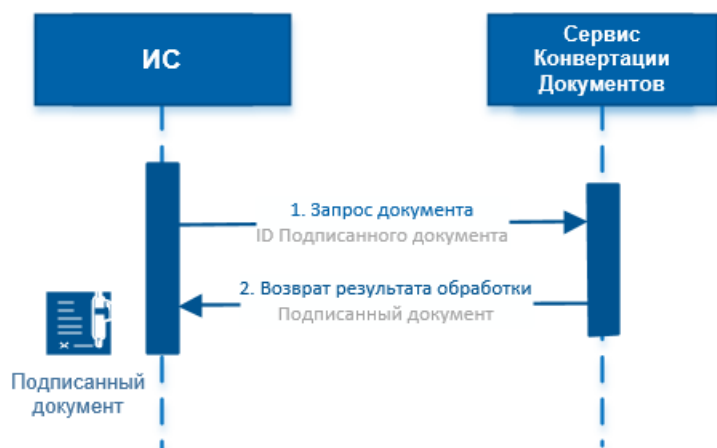 ИС
Сервис
Конвертации
Документов
1. Запрос документа
ID Подписанного документа
2. Возврат результата обработки
Подписанный документ
Подписанный
документ